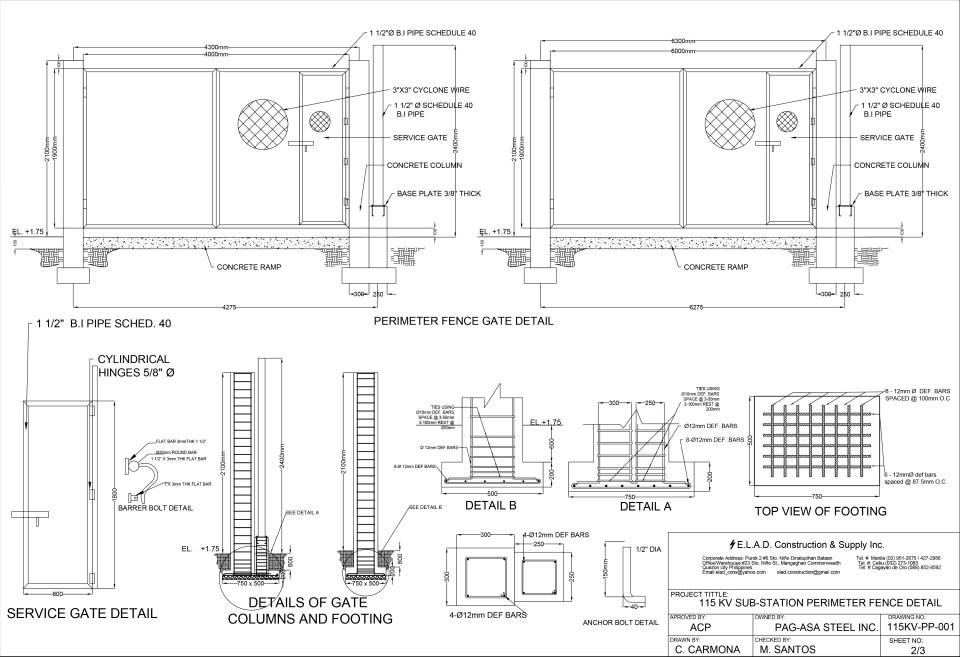 1 1/2"Ø B.I PIPE SCHEDULE 40
4300mm
4000mm
3"X3" CYCLONE WIRE
1 1/2" Ø SCHEDULE 40
B.I PIPE
SERVICE GATE
CONCRETE COLUMN
BASE PLATE 3/8" THICK
2100mm
1900mm
2400mm
EL. +1.75
CONCRETE RAMP
300
250
4275
1 1/2"Ø B.I PIPE SCHEDULE 40
6300mm
6000mm
3"X3" CYCLONE WIRE
1 1/2" Ø SCHEDULE 40
B.I PIPE
SERVICE GATE
CONCRETE COLUMN
BASE PLATE 3/8" THICK
2100mm
1900mm
2400mm
EL. +1.75
CONCRETE RAMP
300
250
6275
PERIMETER FENCE GATE DETAIL
1 1/2" B.I PIPE SCHED. 40
CYLINDRICAL
HINGES 5/8" Ø
1800
800
SERVICE GATE DETAIL
FLAT BAR 3mmTHK 1 1/2"
Ø20mm ROUND BAR
1 1/2" X 3mm THK FLAT BAR
1"X 3mm THK FLAT BAR
BARRER BOLT DETAIL
2100mm
2400mm
SEE DETAIL A
EL. +1.75
600
200
750 x 500
2100mm
SEE DETAIL B
600
200
500 x 500
DETAILS OF GATE
COLUMNS AND FOOTING
TIES USING
Ø10mm DEF. BARS
SPACE @ 3-50mm
3-100mm REST @
200mm
Ø 12mm DEF BARS
8-Ø 12mm DEF BARS
EL.+1.75
600
200
500
DETAIL B
TIES USING
Ø10mm DEF. BARS
SPACE @ 3-50mm
3-100mm REST @
200mm
300
250
Ø12mm DEF BARS
8-Ø12mm DEF BARS
200
750
DETAIL A
8 - 12mm Ø DEF. BARS
SPACED @ 100mm O.C
500
6 - 12mmØ def bars
spaced @ 87.5mm O.C
750
TOP VIEW OF FOOTING
300
4-Ø12mm DEF BARS
250
300
250
4-Ø12mm DEF BARS
1/2" DIA
150mm
40
ANCHOR BOLT DETAIL
E.L.A.D. Construction & Supply Inc.
Corporate Address: Purok 2 #6 Sto. Niño Dinalupihan Bataan
Office/Warehouse:#23 Sto. Niño St., Mangeghari Commonwealth
Quezon city Philippines
Email elad_cons@yahoo.com elad.construction@gmail.com
Tel. #: Manila (02) 951-2675 / 427-2956
Tel. #: Cebu (032) 273-1083
Tel. #: Cagayan de Oro (088) 852-8592
PROJECT TITTLE:
115 KV SUB-STATION PERIMETER FENCE DETAIL
APROVED BY:
ACP
OWNED BY:
PAG-ASA STEEL INC.
DRAWING NO:
115KV-PP-001
DRAWN BY:
C. CARMONA
CHECKED BY:
M. SANTOS
SHEET NO:
2/3